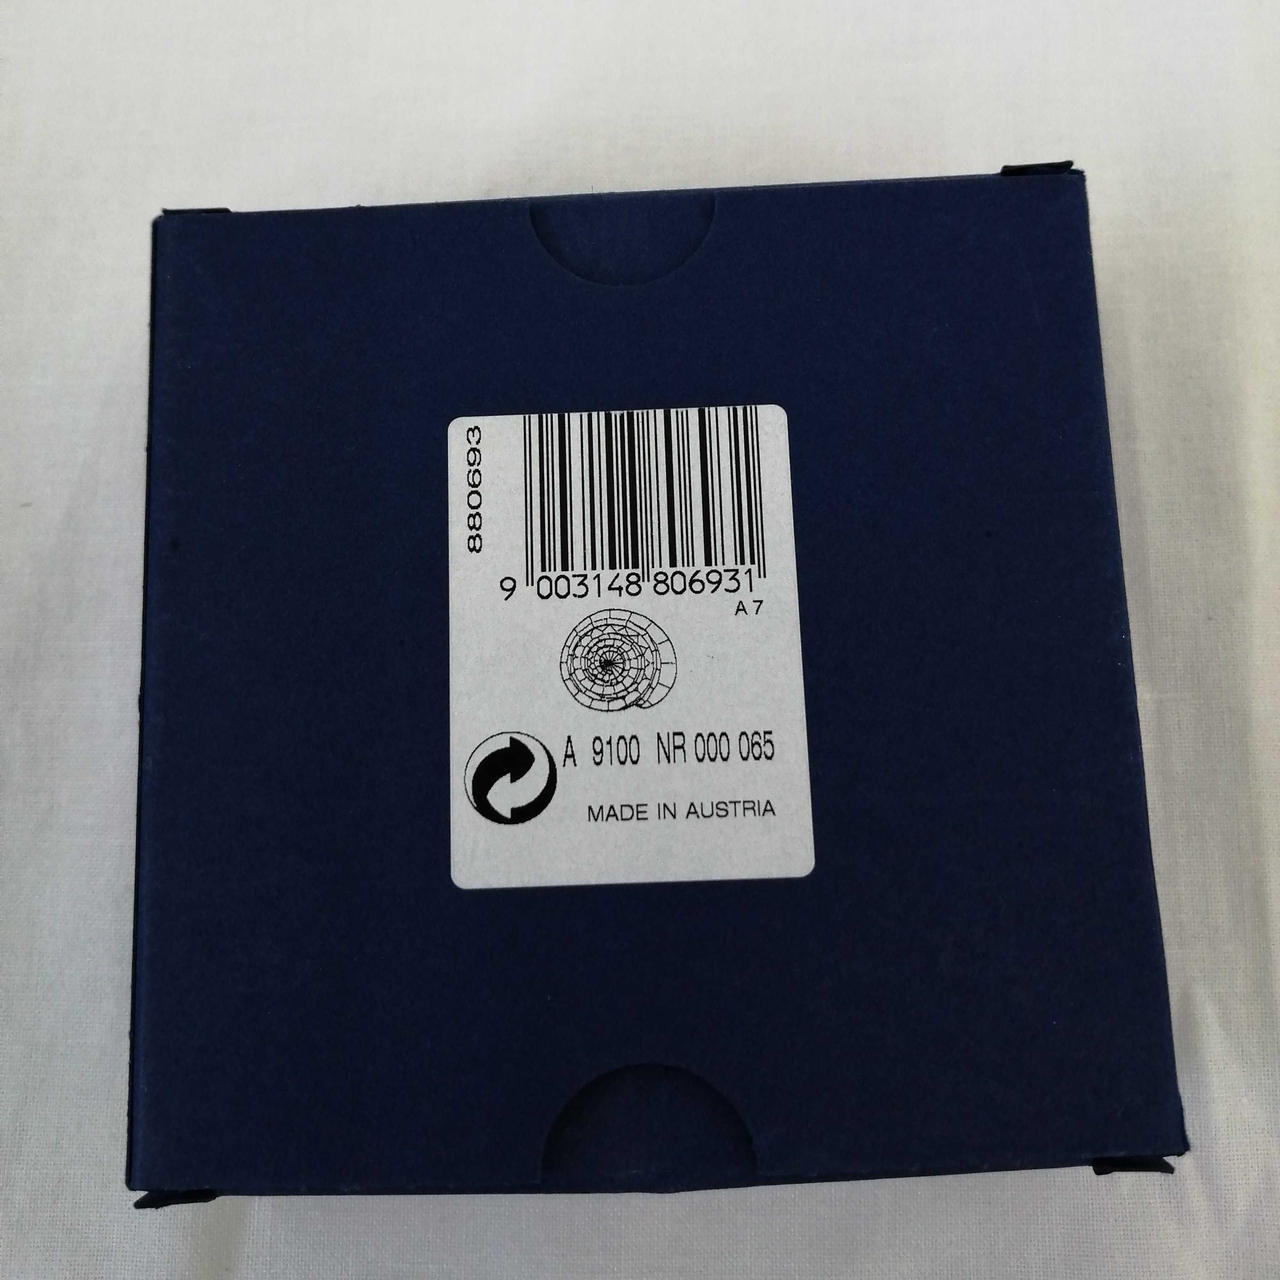 880693
9 003148 806931
A7
A 9100 NR 000 065
MADE IN AUSTRIA